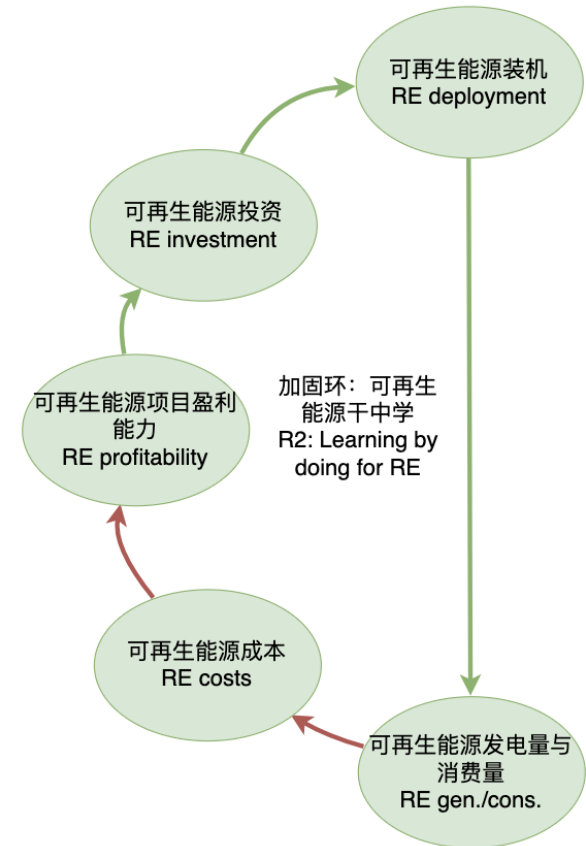 可再生能源装机
RE deployment
可再生能源投资
RE investment
可再生能源项目盈利
能力
RE profitability
加固环：可再生
能源干中学
R2: Learning by
doing for RE
可再生能源成本
RE costs
可再生能源发电量与
消费量
RE gen./cons.